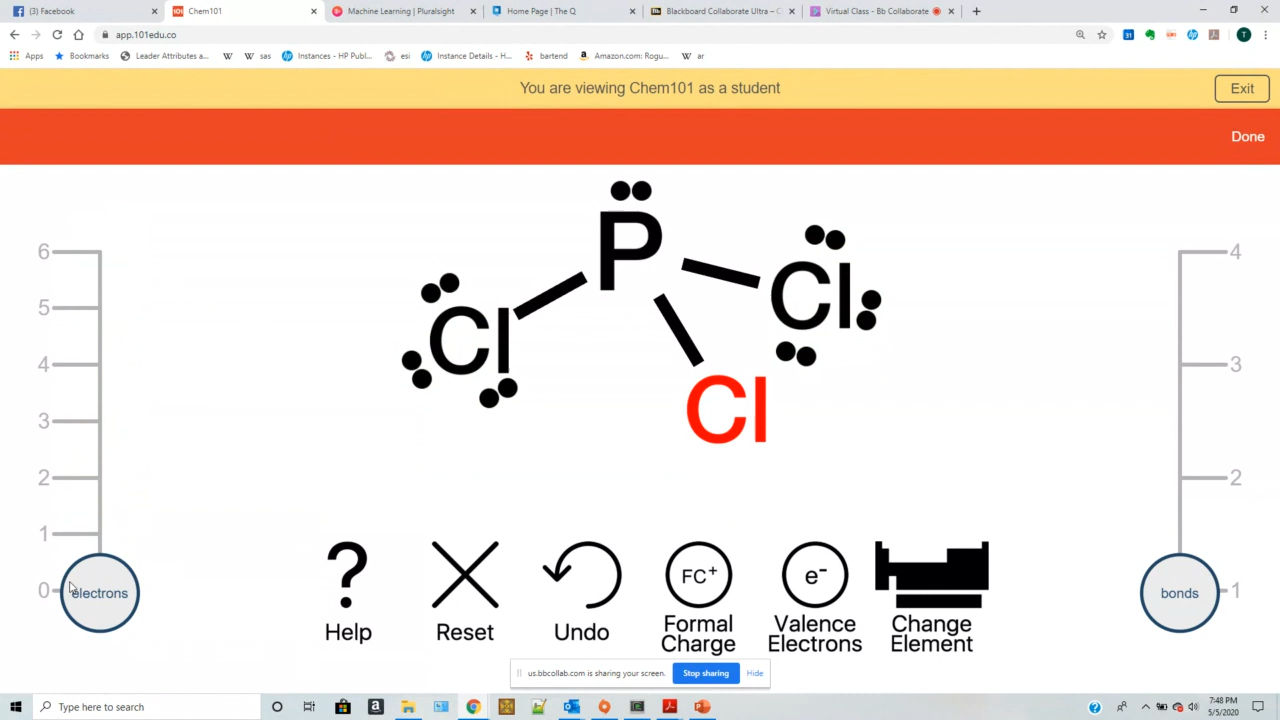 (3) Facebook
Chem101
Machine Learning | Pluralsight
Home Page | The Q
Blackboard Collaborate Ultra – C
Virtual Class - Bb Collaborate
app.101edu.co
T
Apps
Bookmarks
Leader Attributes a...
W
W sas
Instances - HP Publ...
esi
Instance Details - H...
bartend
Amazon.com: Rogu...
W ar
You are viewing Chem101 as a student
Exit
Done
P
Cl
Cl
Cl
6
5
4
3
2
1
0
electrons
4
3
2
1
bonds
?
Help
Reset
Undo
FC+
Formal
Charge
e-
Valence
Electrons
Change
Element
us.bbcollab.com is sharing your screen.
Stop sharing
Hide
Type here to search
7:48 PM
5/5/2020